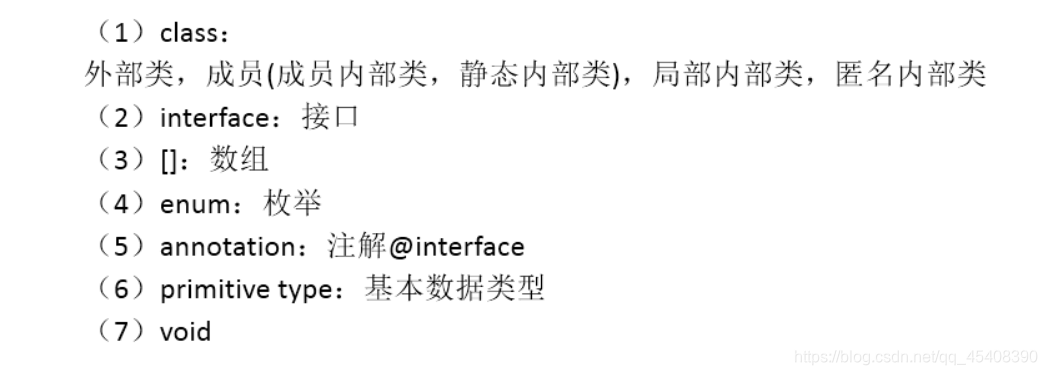 （1）class：
外部类，成员(成员内部类，静态内部类)，局部内部类，匿名内部类
（2）interface：接口
（3）[]：数组
（4）enum：枚举
（5）annotation：注解@interface
（6）primitive type：基本数据类型
（7）void
https://blog.csdn.net/qq_45408390